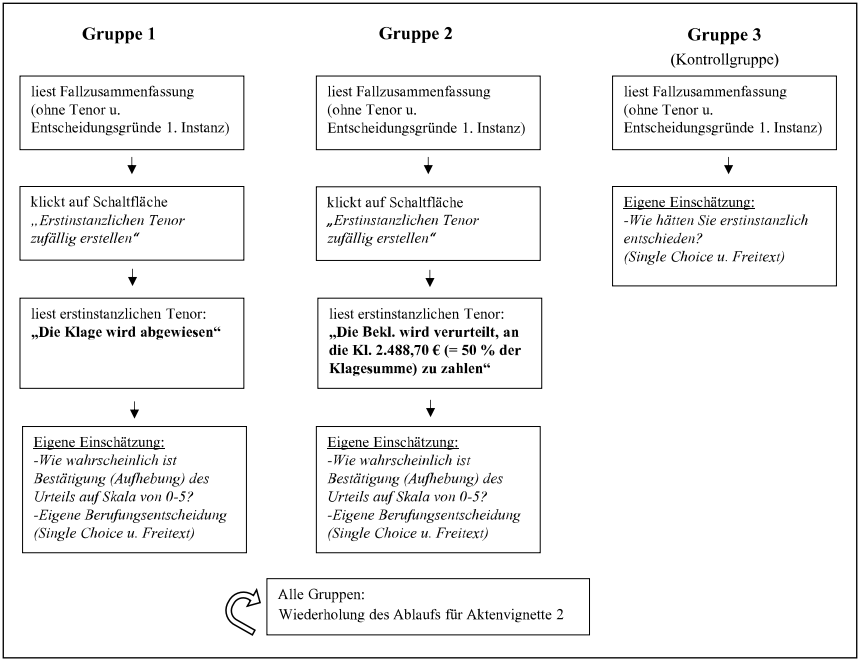 Gruppe 1
liest Fallzusammenfassung
(ohne Tenor u.
Entscheidungsgründe 1. Instanz)
klickt auf Schaltfläche
„Erstinstanzlichen Tenor
zufällig erstellen“
liest erstinstanzlichen Tenor:
„Die Klage wird abgewiesen“
Eigene Einschätzung:
-Wie wahrscheinlich ist
Bestätigung (Aufhebung) des
Urteils auf Skala von 0-5?
-Eigene Berufungsentscheidung
(Single Choice u. Freitext)
Gruppe 2
liest Fallzusammenfassung
(ohne Tenor u.
Entscheidungsgründe 1. Instanz)
klickt auf Schaltfläche
„Erstinstanzlichen Tenor
zufällig erstellen“
liest erstinstanzlichen Tenor:
„Die Bekl. wird verurteilt, an
die Kl. 2.488,70 € (= 50 % der
Klagesumme) zu zahlen“
Eigene Einschätzung:
-Wie wahrscheinlich ist
Bestätigung (Aufhebung) des
Urteils auf Skala von 0-5?
-Eigene Berufungsentscheidung
(Single Choice u. Freitext)
Gruppe 3
(Kontrollgruppe)
liest Fallzusammenfassung
(ohne Tenor u.
Entscheidungsgründe 1. Instanz)
Eigene Einschätzung:
-Wie hätten Sie erstinstanzlich
entschieden?
(Single Choice u. Freitext)
Alle Gruppen:
Wiederholung des Ablaufs für Aktenvignette 2